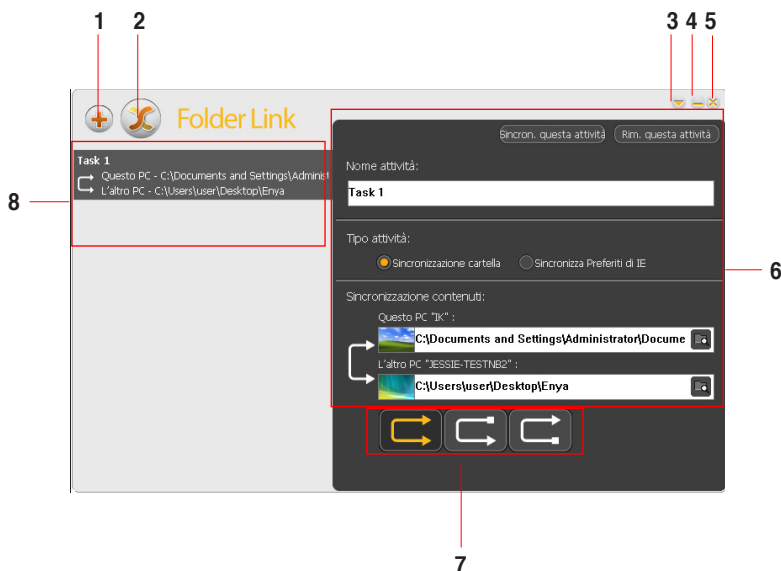 1 2 3 4 5
Folder Link
Sincron. questa attività Rim. questa attività
Task 1
Questo PC - C:\Documents and Settings\Administ
L'altro PC - C:\Users\user\Desktop\Enya
8
Nome attività:
Task 1
Tipo attività:
Sincronizzazione cartella Sincronizza Preferiti di IE
6
Sincronizzazione contenuti:
Questo PC "IK" :
C:\Documents and Settings\Administrator\Docume
L'altro PC "JESSIE-TESTNB2" :
C:\Users\user\Desktop\Enya
7